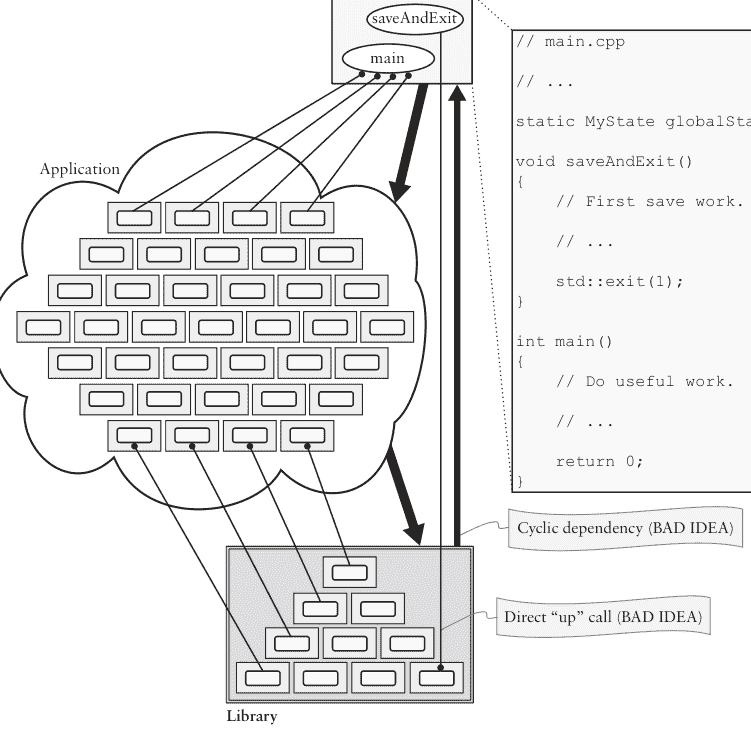 saveAndExit
main
Application
// main.cpp
// ...
static MyState globalSta
void saveAndExit()
{
// First save work.
// ...
std::exit(1);
}
int main()
{
// Do useful work.
// ...
return 0;
}
Cyclic dependency (BAD IDEA)
Direct “up” call (BAD IDEA)
Library